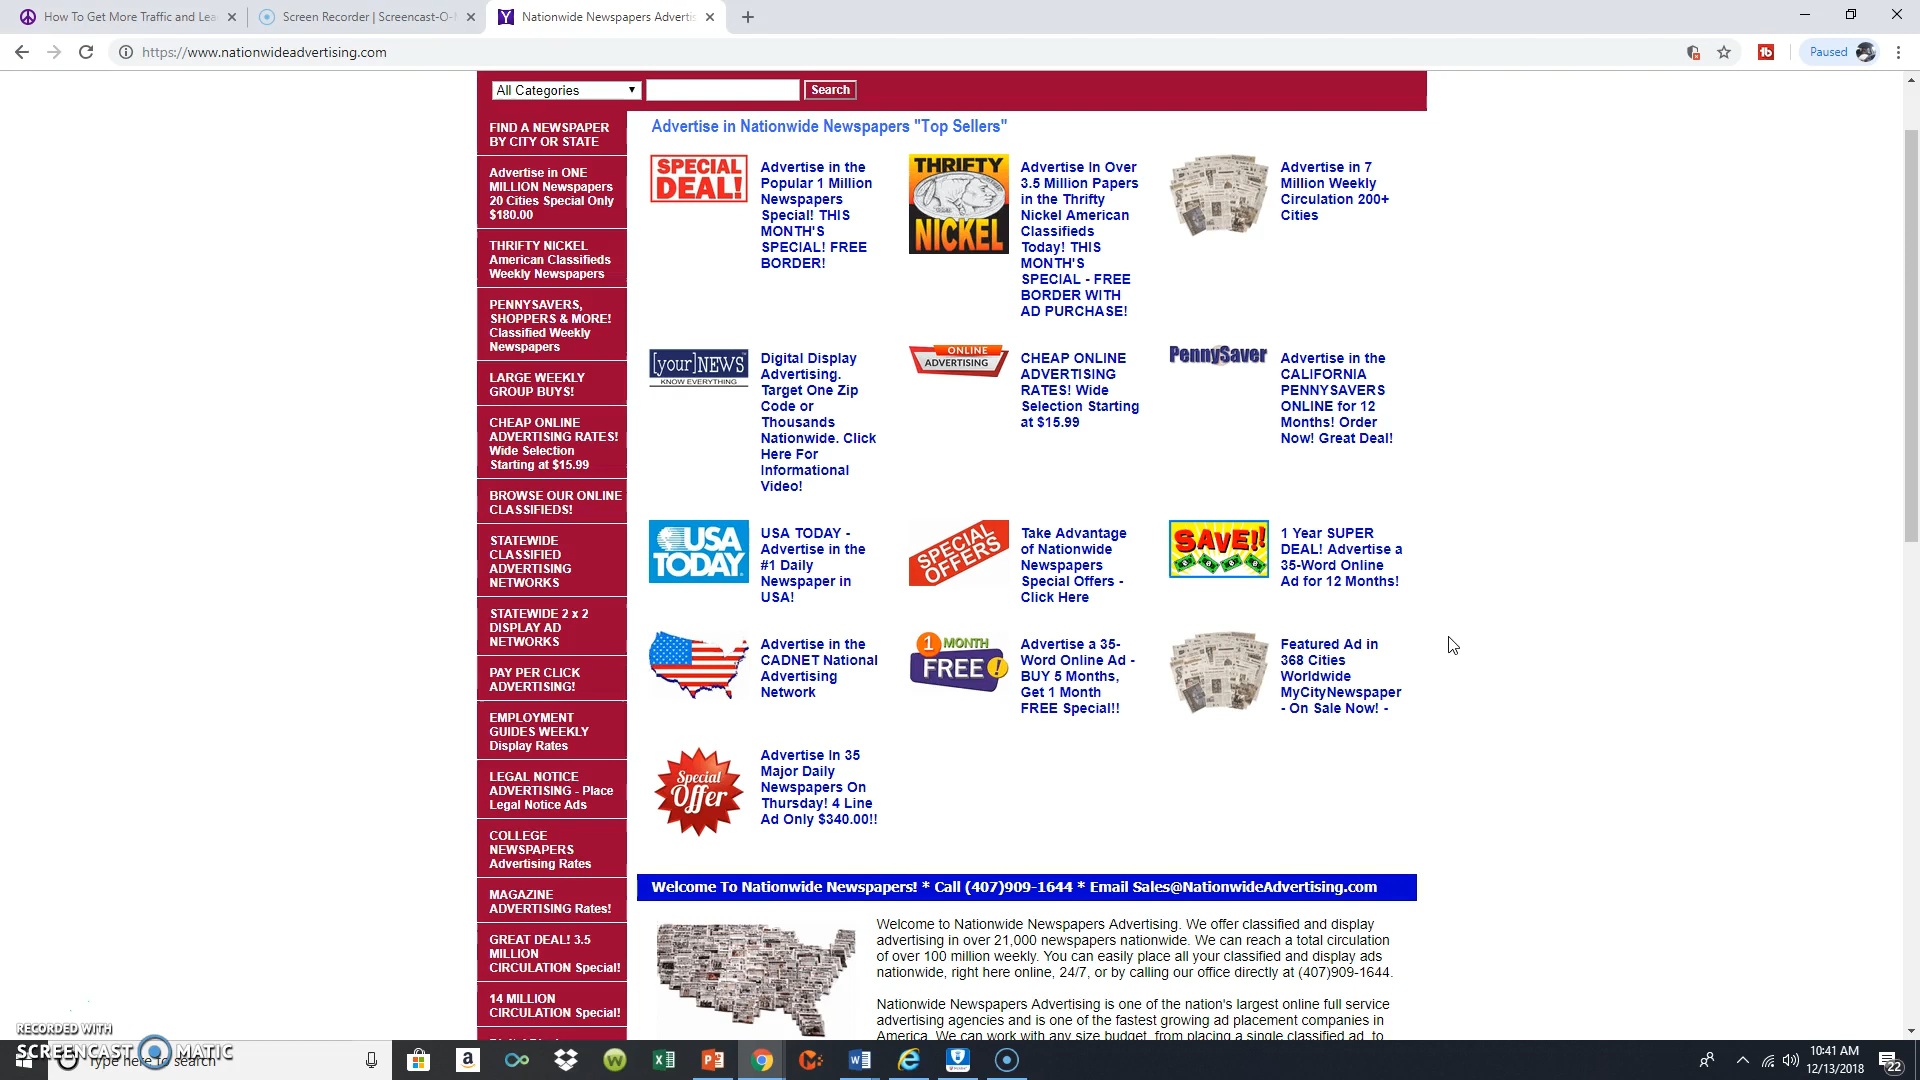 How To Get More Traffic and Lea
Screen Recorder | Screencast-O-
Nationwide Newspapers Advertis
https://www.nationwideadvertising.com
Paused
All Categories
Search
FIND A NEWSPAPER
BY CITY OR STATE
Advertise in ONE
MILLION Newspapers
20 Cities Special Only
$180.00
THRIFTY NICKEL
American Classifieds
Weekly Newspapers
PENNYSAVERS,
SHOPPERS & MORE!
Classified Weekly
Newspapers
LARGE WEEKLY
GROUP BUYS!
CHEAP ONLINE
ADVERTISING RATES!
Wide Selection
Starting at $15.99
BROWSE OUR ONLINE
CLASSIFIEDS!
STATEWIDE
CLASSIFIED
ADVERTISING
NETWORKS
STATEWIDE 2 x 2
DISPLAY AD
NETWORKS
PAY PER CLICK
ADVERTISING!
EMPLOYMENT
GUIDES WEEKLY
Display Rates
LEGAL NOTICE
ADVERTISING - Place
Legal Notice Ads
COLLEGE
NEWSPAPERS
Advertising Rates
MAGAZINE
ADVERTISING Rates!
GREAT DEAL! 3.5
MILLION
CIRCULATION Special!
14 MILLION
CIRCULATION Special!
Advertise in Nationwide Newspapers "Top Sellers"
SPECIAL
DEAL!
Advertise in the
Popular 1 Million
Newspapers
Special! THIS
MONTH'S
SPECIAL! FREE
BORDER!
THRIFTY
NICKEL
Advertise In Over
3.5 Million Papers
in the Thrifty
Nickel American
Classifieds
Today! THIS
MONTH'S
SPECIAL - FREE
BORDER WITH
AD PURCHASE!
Advertise in 7
Million Weekly
Circulation 200+
Cities
[your]NEWS
KNOW EVERYTHING
Digital Display
Advertising.
Target One Zip
Code or
Thousands
Nationwide. Click
Here For
Informational
Video!
ONLINE
ADVERTISING
CHEAP ONLINE
ADVERTISING
RATES! Wide
Selection Starting
at $15.99
PennySaver
Advertise in the
CALIFORNIA
PENNYSAVERS
ONLINE for 12
Months! Order
Now! Great Deal!
USA
TODAY
USA TODAY -
Advertise in the
#1 Daily
Newspaper in
USA!
SPECIAL
OFFERS
Take Advantage
of Nationwide
Newspapers
Special Offers -
Click Here
SAVE!!
1 Year SUPER
DEAL! Advertise a
35-Word Online
Ad for 12 Months!
Advertise in the
CADNET National
Advertising
Network
1 MONTH
FREE!
Advertise a 35-
Word Online Ad -
BUY 5 Months,
Get 1 Month
FREE Special!!
Featured Ad in
368 Cities
Worldwide
MyCityNewspaper
- On Sale Now! -
Special
Offer
Advertise In 35
Major Daily
Newspapers On
Thursday! 4 Line
Ad Only $340.00!!
Welcome To Nationwide Newspapers! * Call (407)909-1644 * Email Sales@NationwideAdvertising.com
Welcome to Nationwide Newspapers Advertising. We offer classified and display
advertising in over 21,000 newspapers nationwide. We can reach a total circulation
of over 100 million weekly. You can easily place all your classified and display ads
nationwide, right here online, 24/7, or by calling our office directly at (407)909-1644.
Nationwide Newspapers Advertising is one of the nation's largest online full service
advertising agencies and is one of the fastest growing ad placement companies in
America. We can work with any size budget, from placing a single classified ad, to
RECORDED WITH
SCREENCAST MATIC
Type here to search
10:41 AM
12/13/2018
22